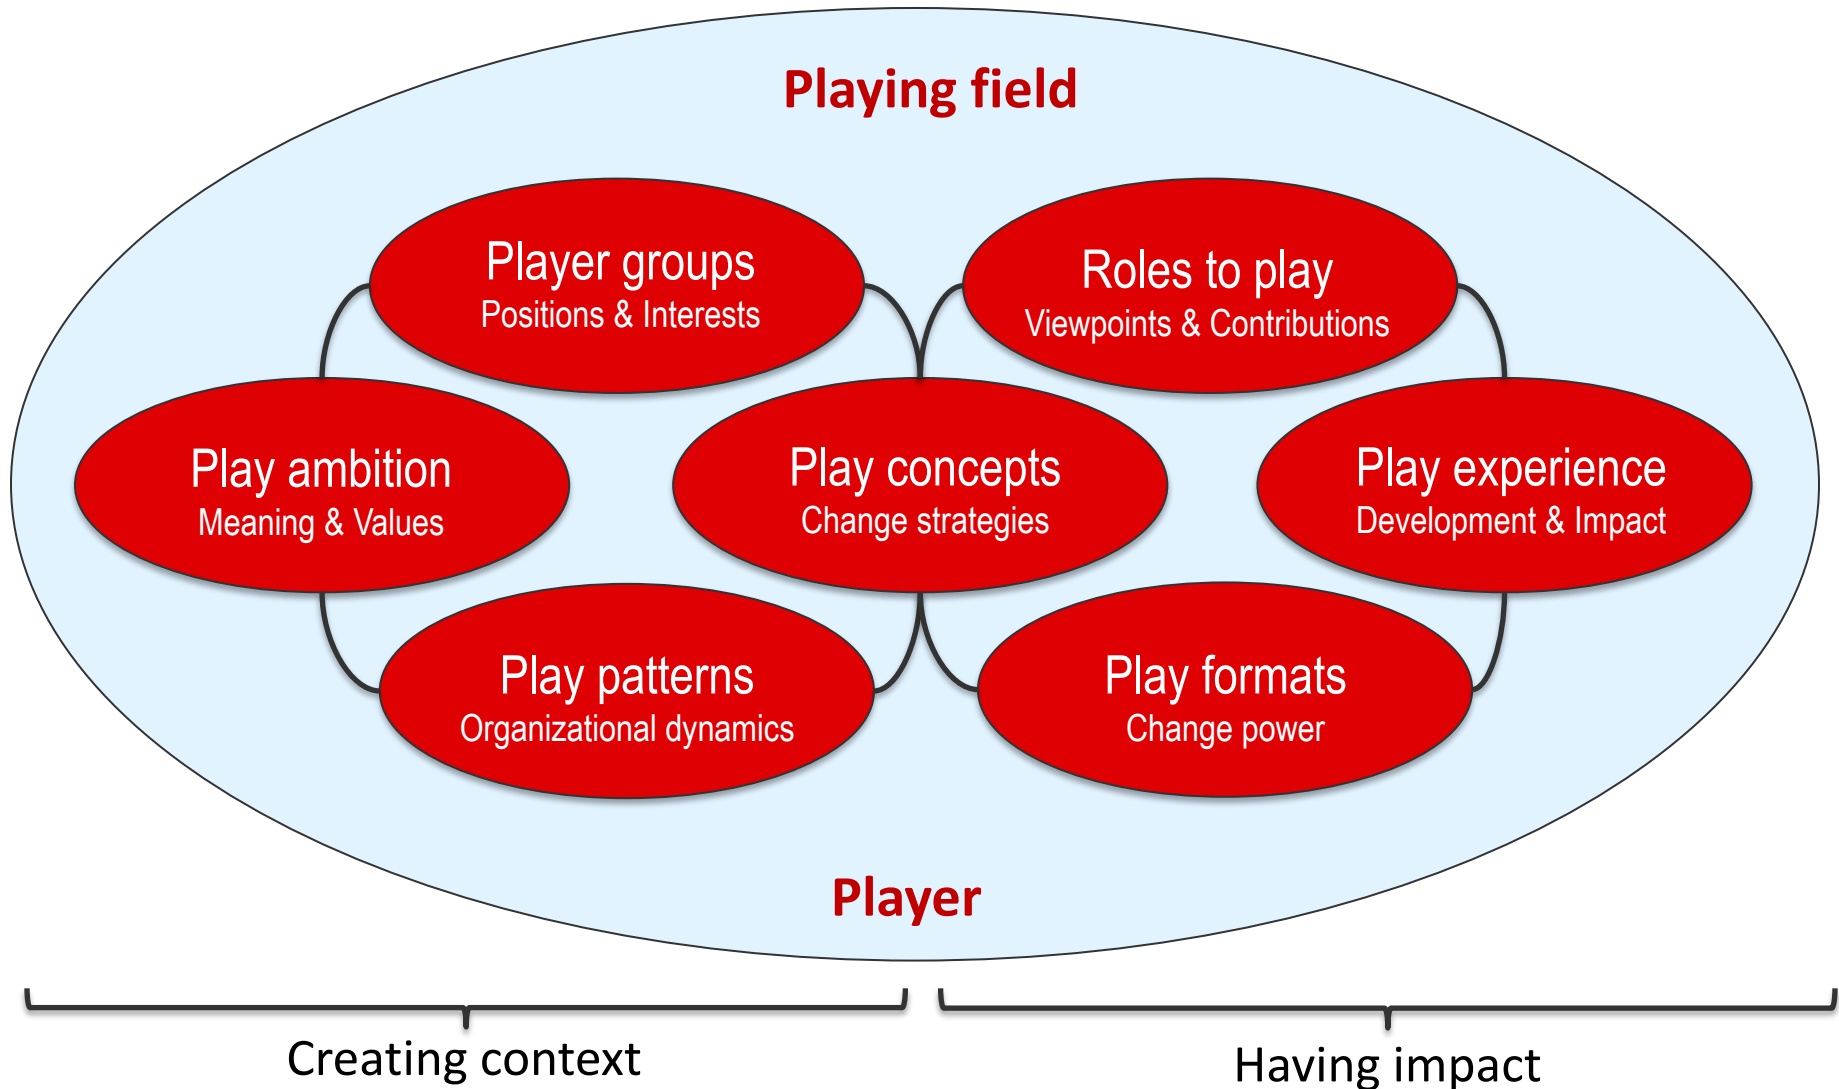 Playing field
Player groups
Positions & Interests
Roles to play
Viewpoints & Contributions
Play ambition
Meaning & Values
Play concepts
Change strategies
Play experience
Development & Impact
Play patterns
Organizational dynamics
Play formats
Change power
Player
Creating context
Having impact